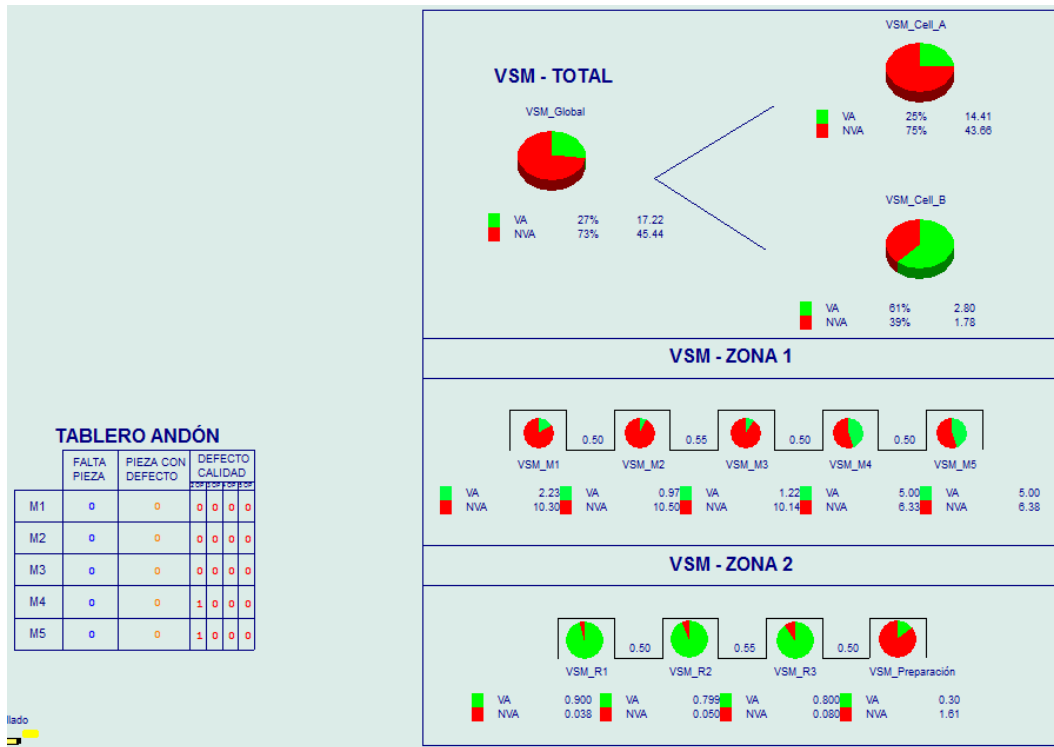 VSM - TOTAL
VSM_Global
VA 27% 17.22
NVA 73% 45.44
VSM_Cell_A
VA 25% 14.41
NVA 75% 43.66
VSM_Cell_B
VA 61% 2.80
NVA 39% 1.78
VSM - ZONA 1
0.50 0.55 0.50 0.50
VSM_M1 VSM_M2 VSM_M3 VSM_M4 VSM_M5
VA 2.23 VA 0.97 VA 1.22 VA 5.00 VA 5.00
NVA 10.30 NVA 10.50 NVA 10.14 NVA 6.33 NVA 6.38
VSM - ZONA 2
0.50 0.55 0.50
VSM_R1 VSM_R2 VSM_R3 VSM_Preparación
VA 0.900 VA 0.799 VA 0.800 VA 0.30
NVA 0.038 NVA 0.050 NVA 0.080 NVA 1.61
TABLERO ANDÓN
FALTA PIEZA
PIEZA CON DEFECTO
DEFECTO CALIDAD
M1 0 0 0 0 0 0
M2 0 0 0 0 0 0
M3 0 0 0 0 0 0
M4 0 0 1 0 0 0
M5 0 0 1 0 0 0
llado